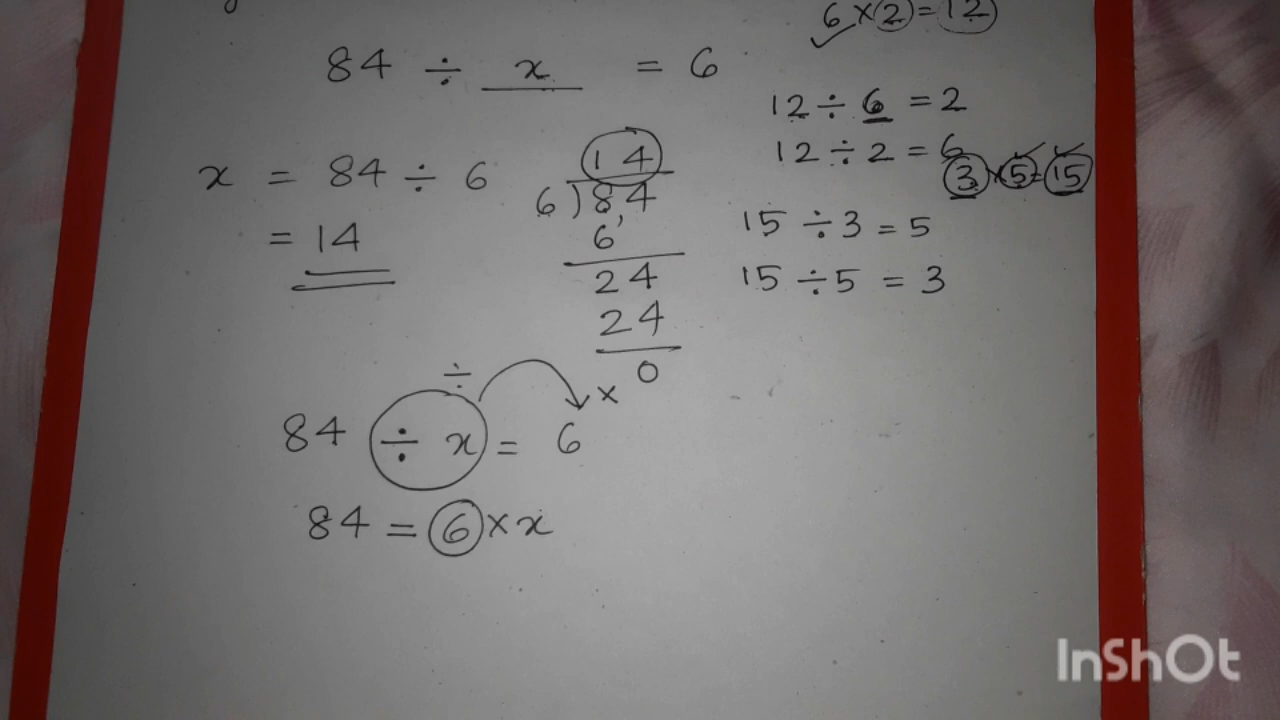 6 × 2 = 12
84 ÷ x = 6
12 ÷ 6 = 2
12 ÷ 2 = 6
3 × 5 = 15
x = 84 ÷ 6
= 14
14
6 ) 84
6
24
24
0
15 ÷ 3 = 5
15 ÷ 5 = 3
÷
×
84 ÷ x = 6
84 = 6 × x
InShOt